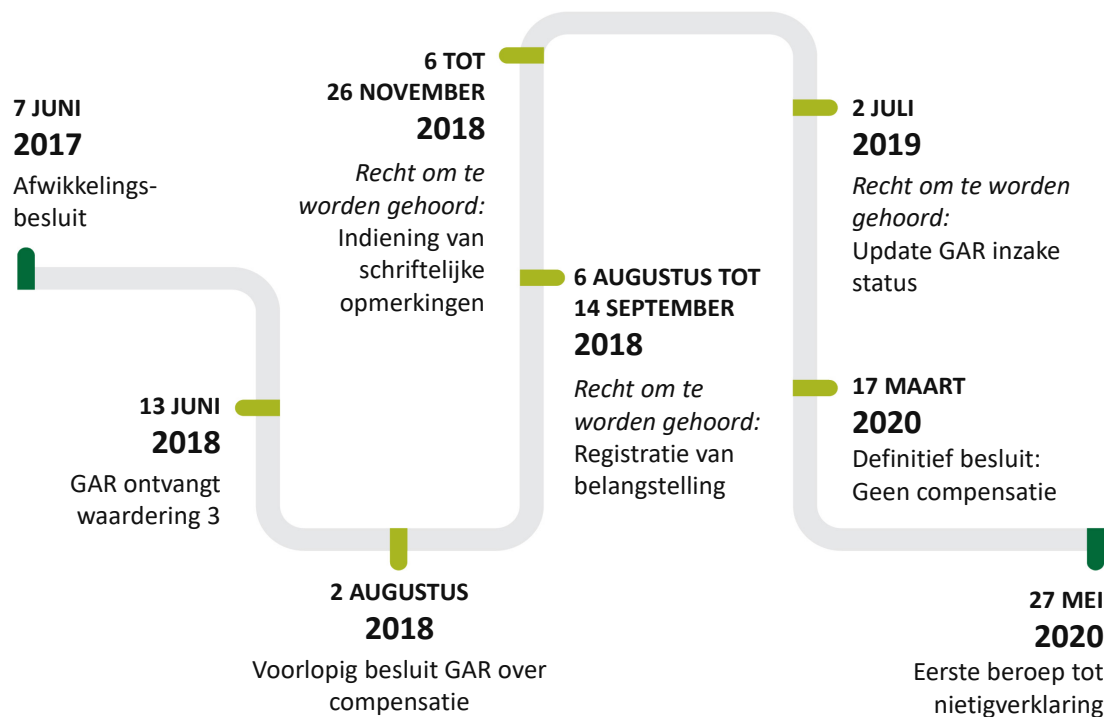 7 JUNI
2017
Afwikkelings-
besluit
13 JUNI
2018
GAR ontvangt
waardering 3
2 AUGUSTUS
2018
Voorlopig besluit GAR over
compensatie
6 AUGUSTUS TOT
14 SEPTEMBER
2018
Recht om te
worden gehoord:
Registratie van
belangstelling
6 TOT
26 NOVEMBER
2018
Recht om te
worden gehoord:
Indiening van
schriftelijke
opmerkingen
2 JULI
2019
Recht om te worden
gehoord:
Update GAR inzake
status
17 MAART
2020
Definitief besluit:
Geen compensatie
27 MEI
2020
Eerste beroep tot
nietigverklaring